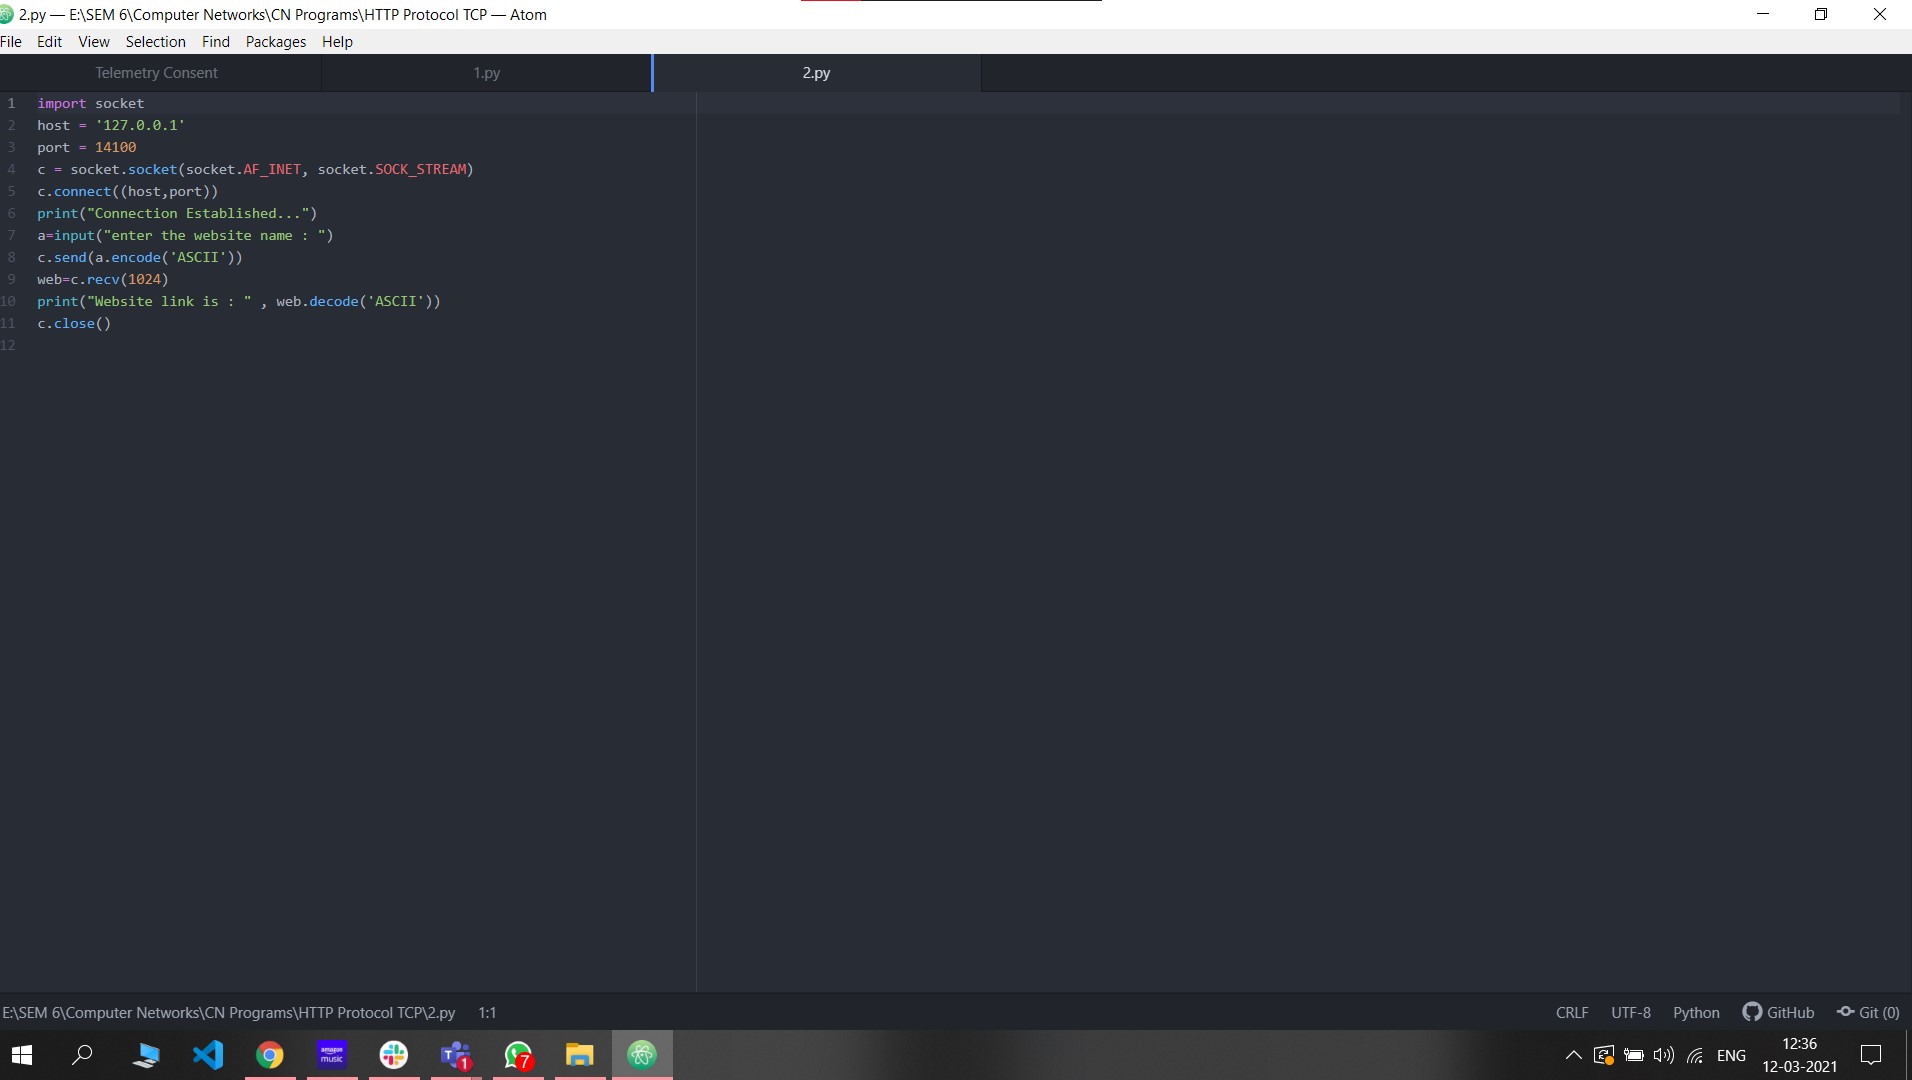 2.py — E:\SEM 6\Computer Networks\CN Programs\HTTP Protocol TCP — Atom
File Edit View Selection Find Packages Help
Telemetry Consent 1.py 2.py
1 import socket
2 host = '127.0.0.1'
3 port = 14100
4 c = socket.socket(socket.AF_INET, socket.SOCK_STREAM)
5 c.connect((host,port))
6 print("Connection Established...")
7 a=input("enter the website name : ")
8 c.send(a.encode('ASCII'))
9 web=c.recv(1024)
10 print("Website link is : " , web.decode('ASCII'))
11 c.close()
12
E:\SEM 6\Computer Networks\CN Programs\HTTP Protocol TCP\2.py 1:1 CRLF UTF-8 Python GitHub Git (0)
amazon music T 1 7 ENG 12:36
12-03-2021